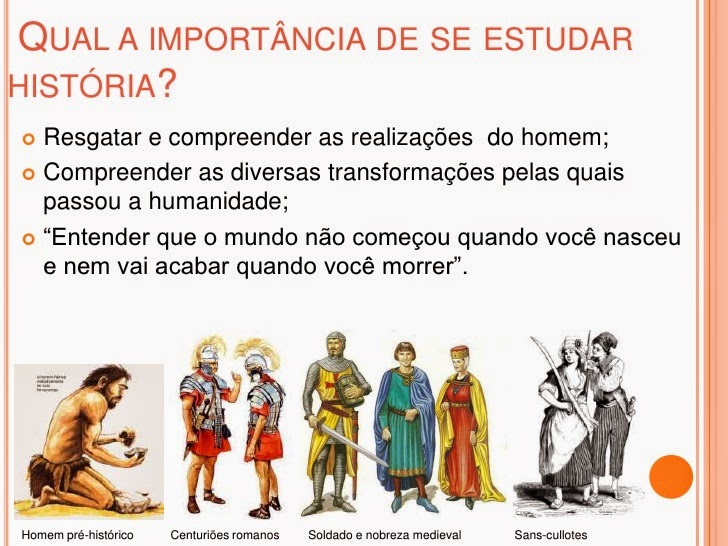 QUAL A IMPORTÂNCIA DE SE ESTUDAR
HISTÓRIA?
Resgatar e compreender as realizações do homem;
Compreender as diversas transformações pelas quais
passou a humanidade;
“Entender que o mundo não começou quando você nasceu
e nem vai acabar quando você morrer”.
Homem pré-histórico
Centuriões romanos
Soldado e nobreza medieval
Sans-cullotes